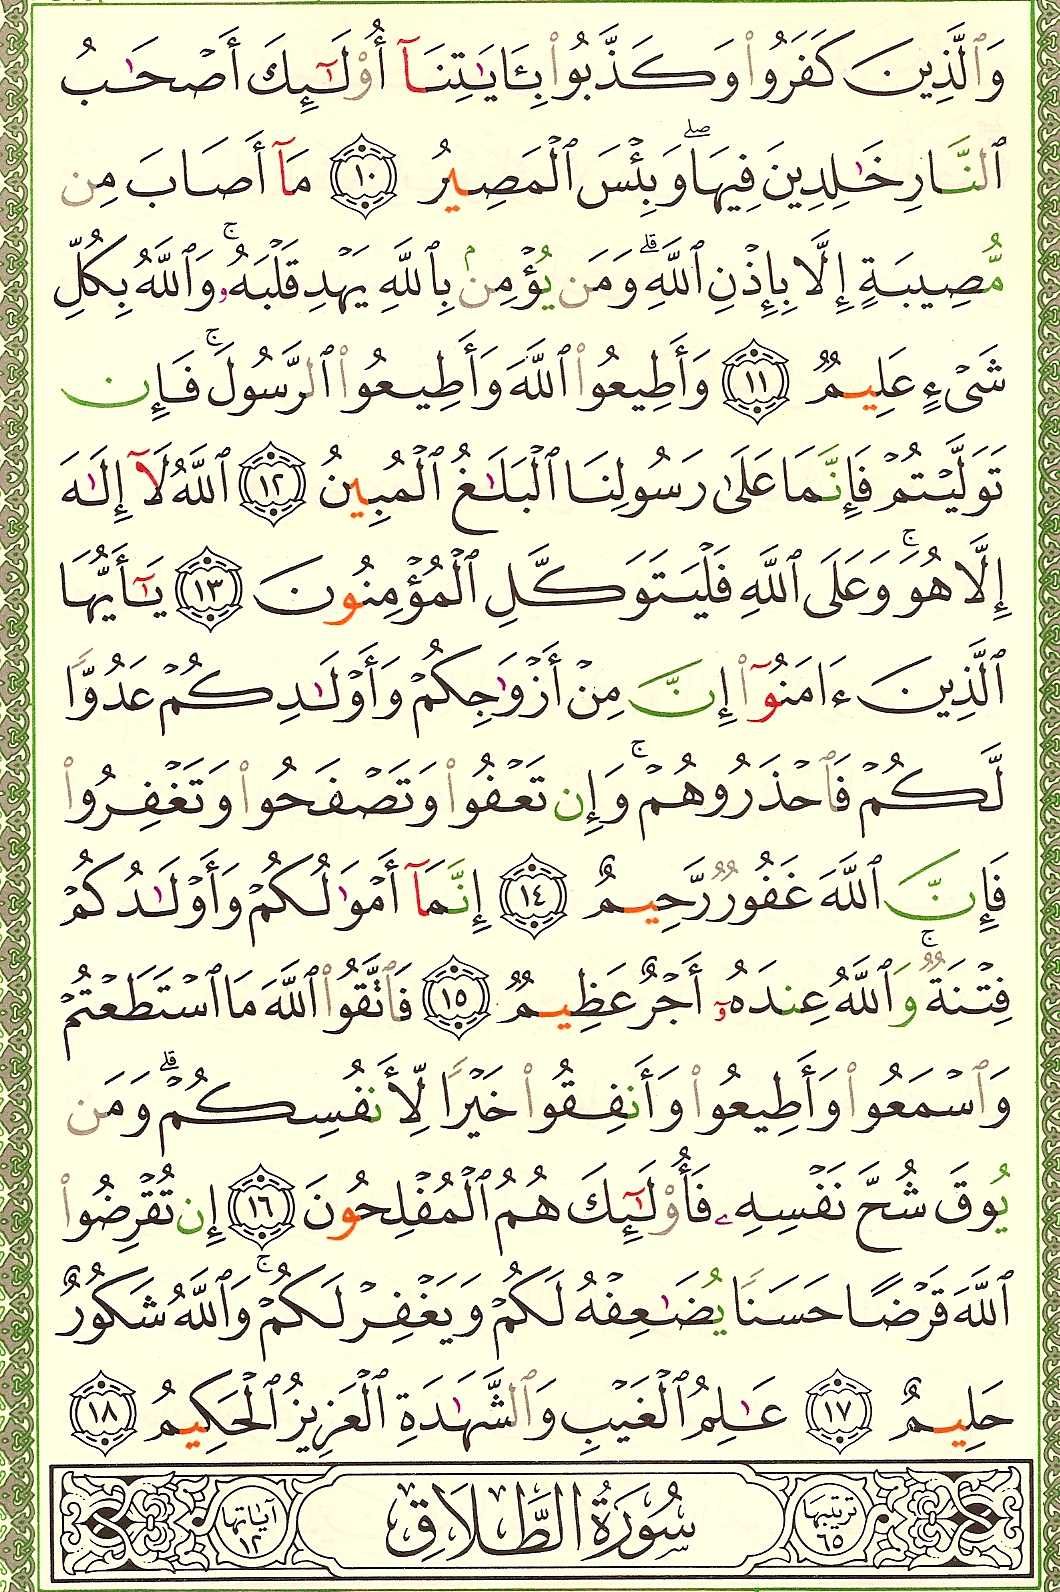 وَٱلَّذِينَ كَفَرُوا۟ وَكَذَّبُوا۟ بِـَٔايَـٰتِنَآ أُو۟لَـٰٓئِكَ أَصْحَـٰبُ
ٱلنَّارِ خَـٰلِدِينَ فِيهَا ۖ وَبِئْسَ ٱلْمَصِيرُ ١٠ مَآ أَصَابَ مِن
مُّصِيبَةٍ إِلَّا بِإِذْنِ ٱللَّهِ ۗ وَمَن يُؤْمِنۢ بِٱللَّهِ يَهْدِ قَلْبَهُۥ ۚ وَٱللَّهُ بِكُلِّ
شَىْءٍ عَلِيمٌ ١١ وَأَطِيعُوا۟ ٱللَّهَ وَأَطِيعُوا۟ ٱلرَّسُولَ ۚ فَإِن
تَوَلَّيْتُمْ فَإِنَّمَا عَلَىٰ رَسُولِنَا ٱلْبَلَـٰغُ ٱلْمُبِينُ ١٢ ٱللَّهُ لَآ إِلَـٰهَ
إِلَّا هُوَ ۚ وَعَلَى ٱللَّهِ فَلْيَتَوَكَّلِ ٱلْمُؤْمِنُونَ ١٣ يَـٰٓأَيُّهَا
ٱلَّذِينَ ءَامَنُوٓا۟ إِنَّ مِنْ أَزْوَٰجِكُمْ وَأَوْلَـٰدِكُمْ عَدُوًّا
لَّكُمْ فَٱحْذَرُوهُمْ ۚ وَإِن تَعْفُوا۟ وَتَصْفَحُوا۟ وَتَغْفِرُوا۟
فَإِنَّ ٱللَّهَ غَفُورٌ رَّحِيمٌ ١٤ إِنَّمَآ أَمْوَٰلُكُمْ وَأَوْلَـٰدُكُمْ
فِتْنَةٌ ۚ وَٱللَّهُ عِندَهُۥٓ أَجْرٌ عَظِيمٌ ١٥ فَٱتَّقُوا۟ ٱللَّهَ مَا ٱسْتَطَعْتُمْ
وَٱسْمَعُوا۟ وَأَطِيعُوا۟ وَأَنفِقُوا۟ خَيْرًا لِّأَنفُسِكُمْ ۗ وَمَن
يُوقَ شُحَّ نَفْسِهِۦ فَأُو۟لَـٰٓئِكَ هُمُ ٱلْمُفْلِحُونَ ١٦ إِن تُقْرِضُوا۟
ٱللَّهَ قَرْضًا حَسَنًا يُضَـٰعِفْهُ لَكُمْ وَيَغْفِرْ لَكُمْ ۚ وَٱللَّهُ شَكُورٌ
حَلِيمٌ ١٧ عَـٰلِمُ ٱلْغَيْبِ وَٱلشَّهَـٰدَةِ ٱلْعَزِيزُ ٱلْحَكِيمُ ١٨
ترتيبها ٦٥ سُورَةُ الطَّلَاقِ آياتها ١٢